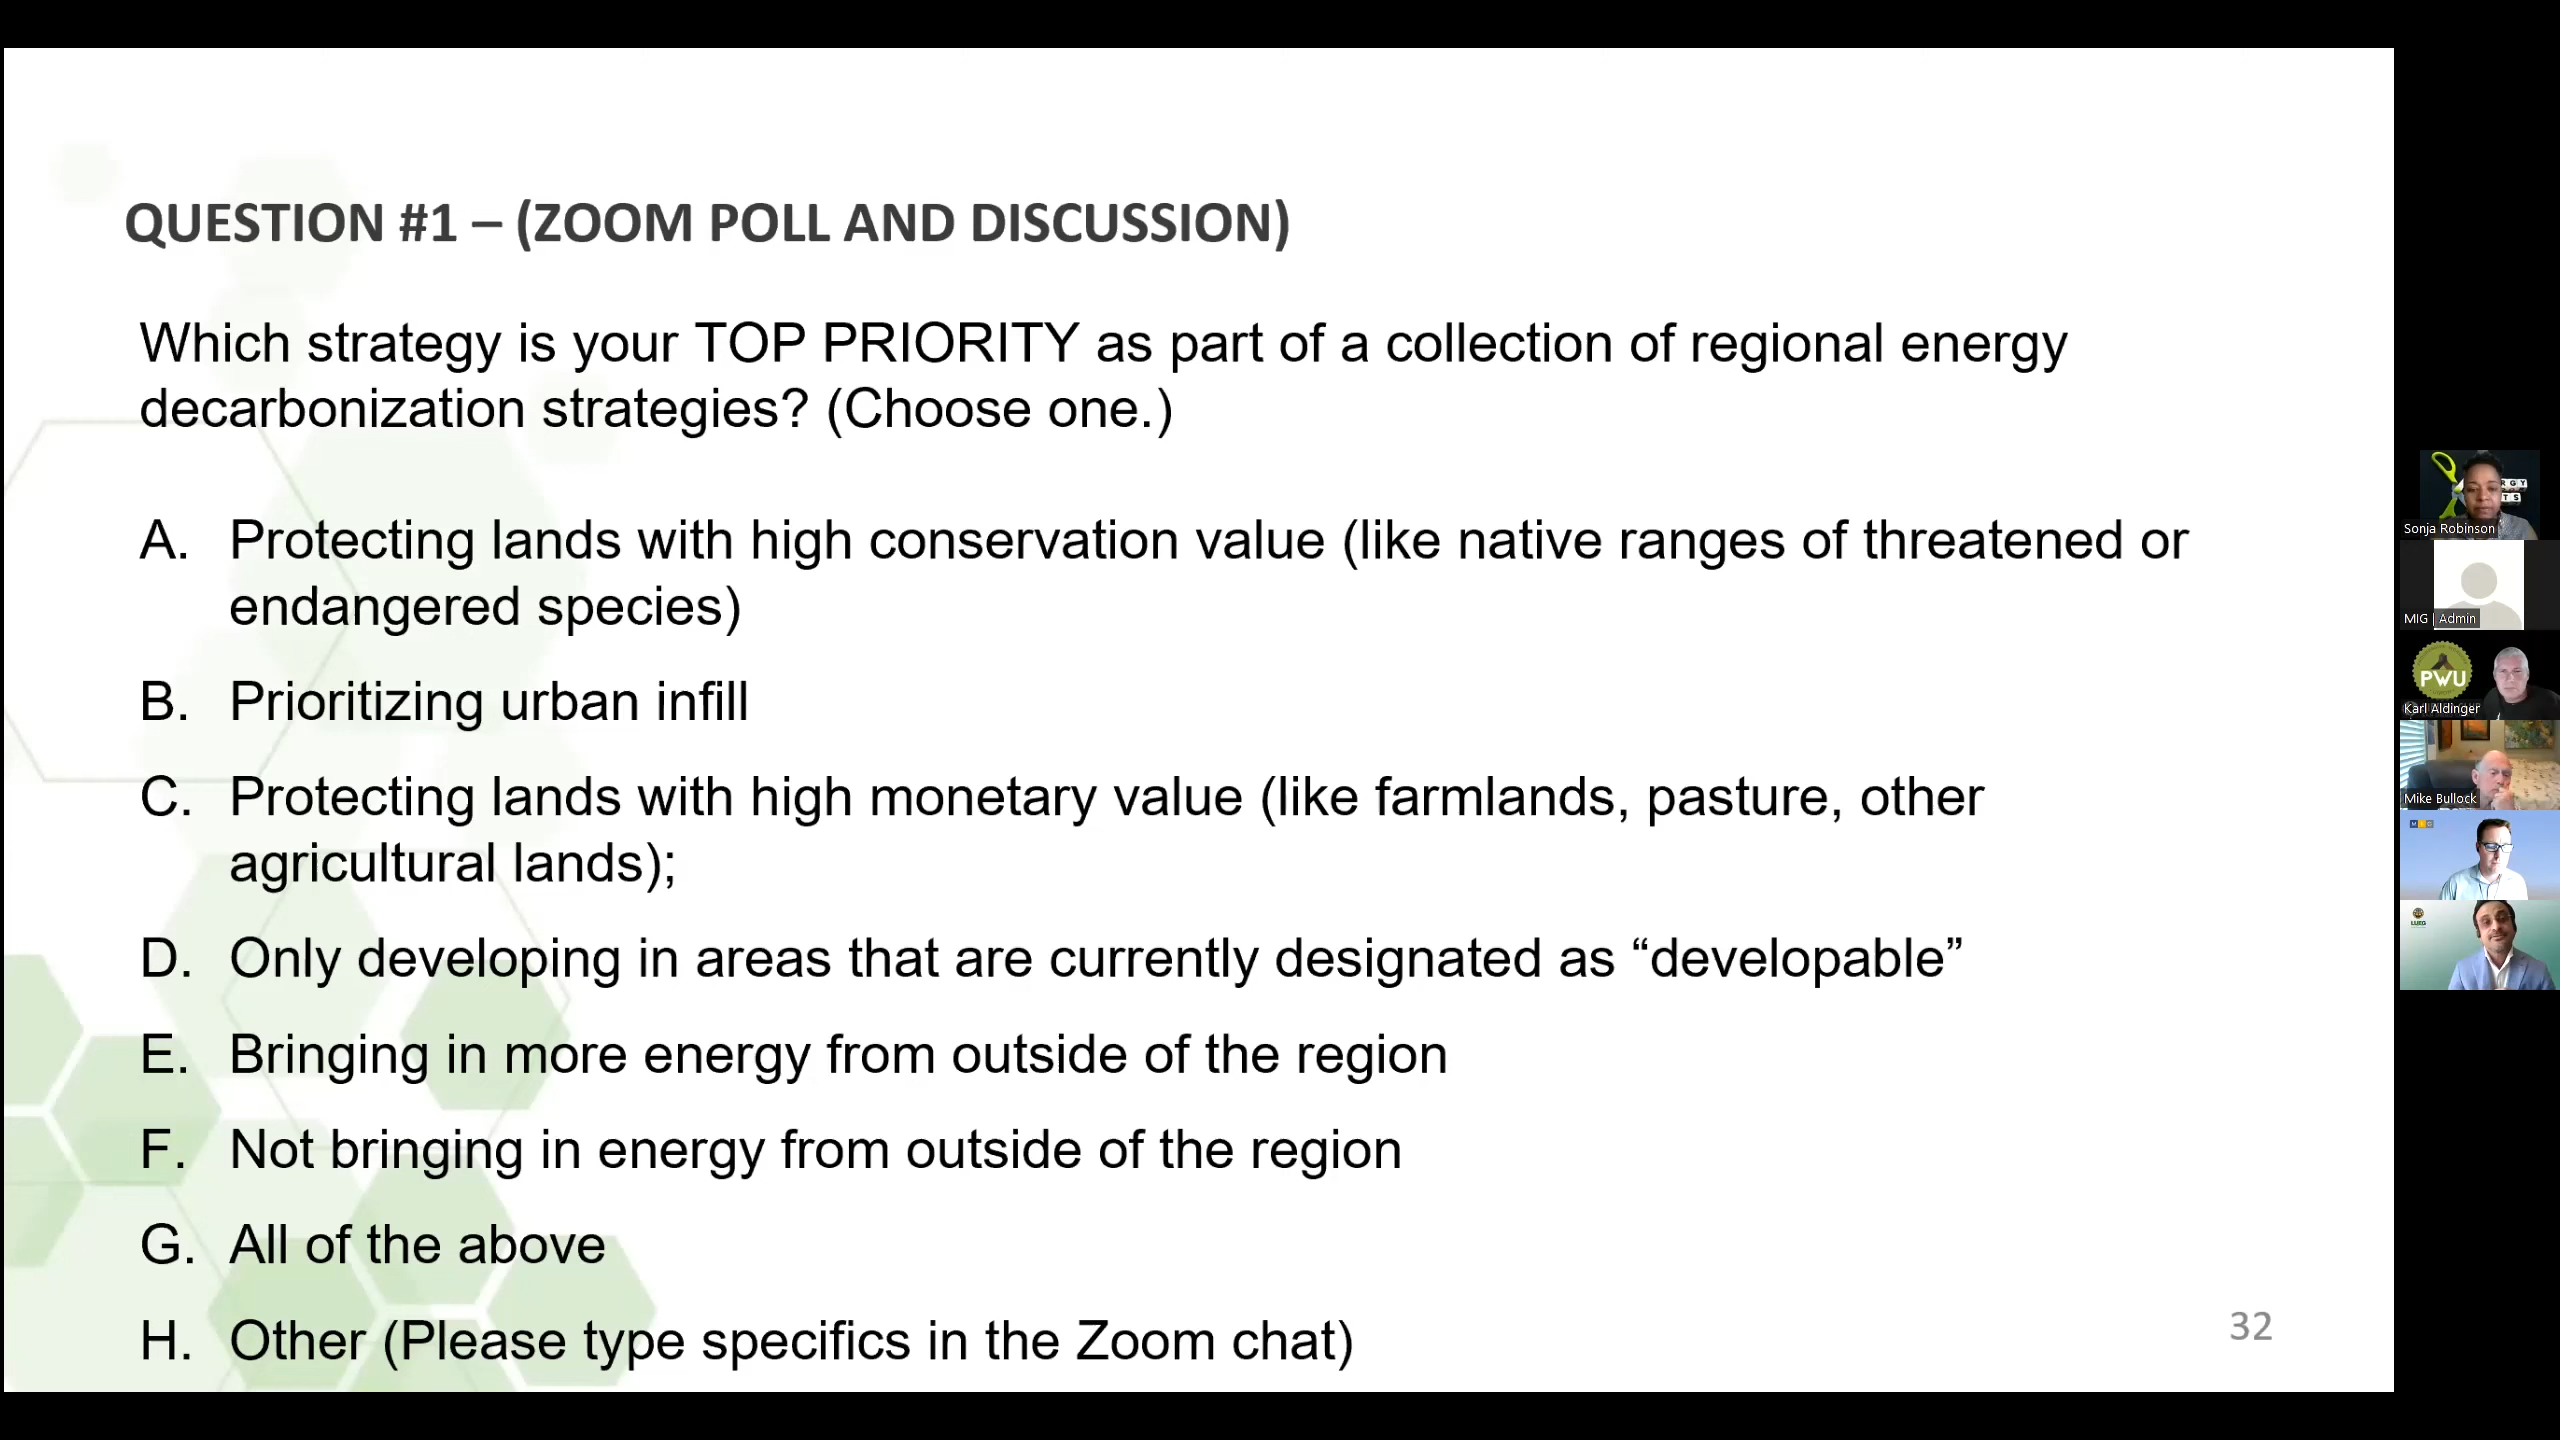 QUESTION #1 – (ZOOM POLL AND DISCUSSION)
Which strategy is your TOP PRIORITY as part of a collection of regional energy
decarbonization strategies? (Choose one.)
A. Protecting lands with high conservation value (like native ranges of threatened or
endangered species)
B. Prioritizing urban infill
C. Protecting lands with high monetary value (like farmlands, pasture, other
agricultural lands);
D. Only developing in areas that are currently designated as “developable”
E. Bringing in more energy from outside of the region
F. Not bringing in energy from outside of the region
G. All of the above
H. Other (Please type specifics in the Zoom chat)
32
Sonja Robinson
MIG | Admin
PWU
Karl Aldinger
Mike Bullock
LUEG